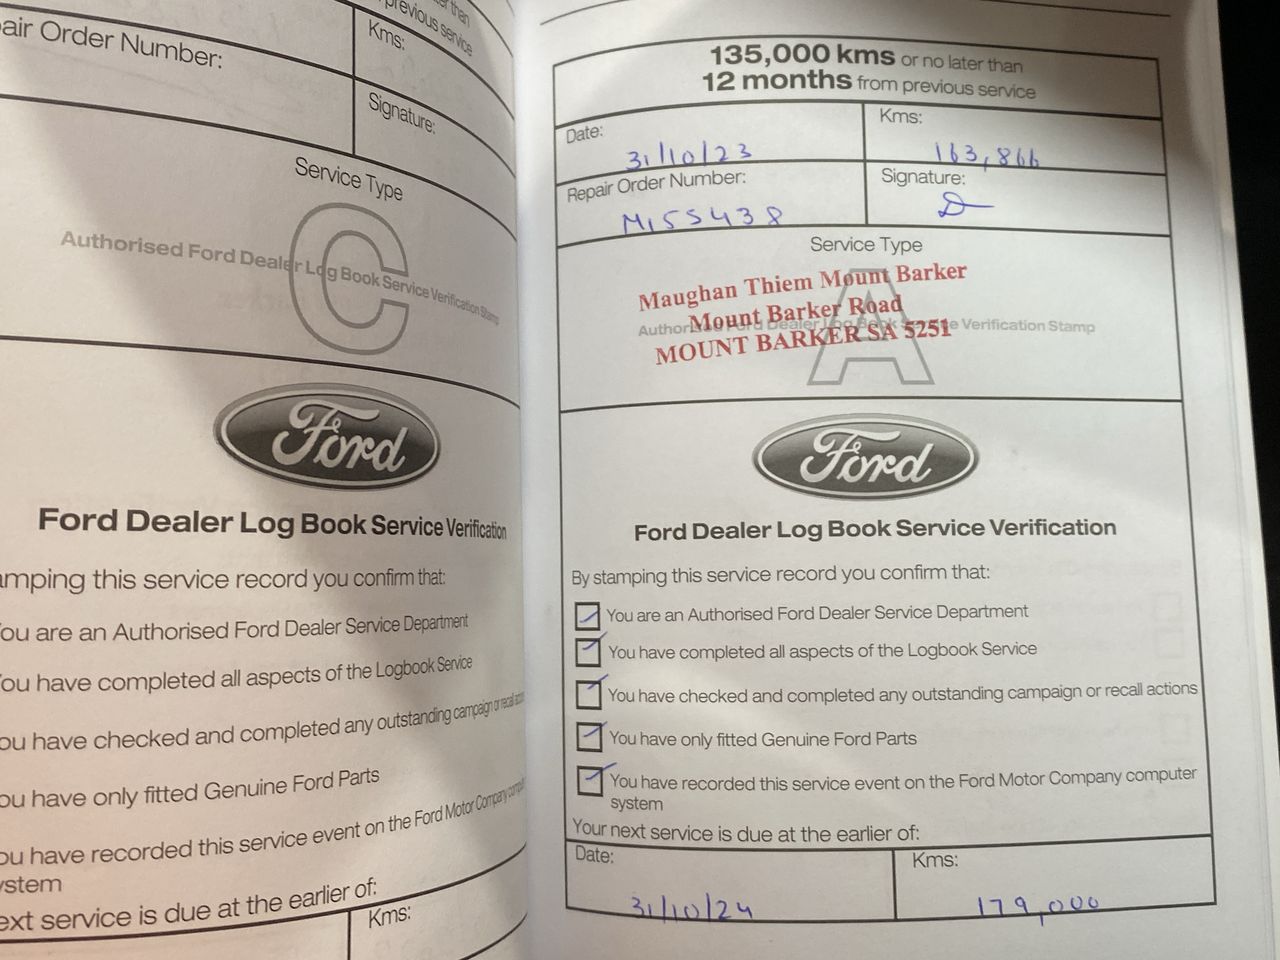 er than
previous service
air Order Number:
Kms:
Signature:
Service Type
C
Authorised Ford Dealer Log Book Service Verification Stamp
Ford
Ford Dealer Log Book Service Verification
amping this service record you confirm that:
ou are an Authorised Ford Dealer Service Department
ou have completed all aspects of the Logbook Service
ou have checked and completed any outstanding campaign or recall
ou have only fitted Genuine Ford Parts
ou have recorded this service event on the Ford Motor Company
ystem
ext service is due at the earlier of:
Kms:
135,000 kms or no later than
12 months from previous service
Date:
31/10/23
Kms:
163,866
Repair Order Number:
M155438
Signature:
Service Type
A
Maughan Thiem Mount Barker
Mount Barker Road
MOUNT BARKER SA 5251
Authorised Ford Dealer Log Book Service Verification Stamp
Ford
Ford Dealer Log Book Service Verification
By stamping this service record you confirm that:
You are an Authorised Ford Dealer Service Department
You have completed all aspects of the Logbook Service
You have checked and completed any outstanding campaign or recall actions
You have only fitted Genuine Ford Parts
You have recorded this service event on the Ford Motor Company computer
system
Your next service is due at the earlier of:
Date:
31/10/24
Kms:
179,000